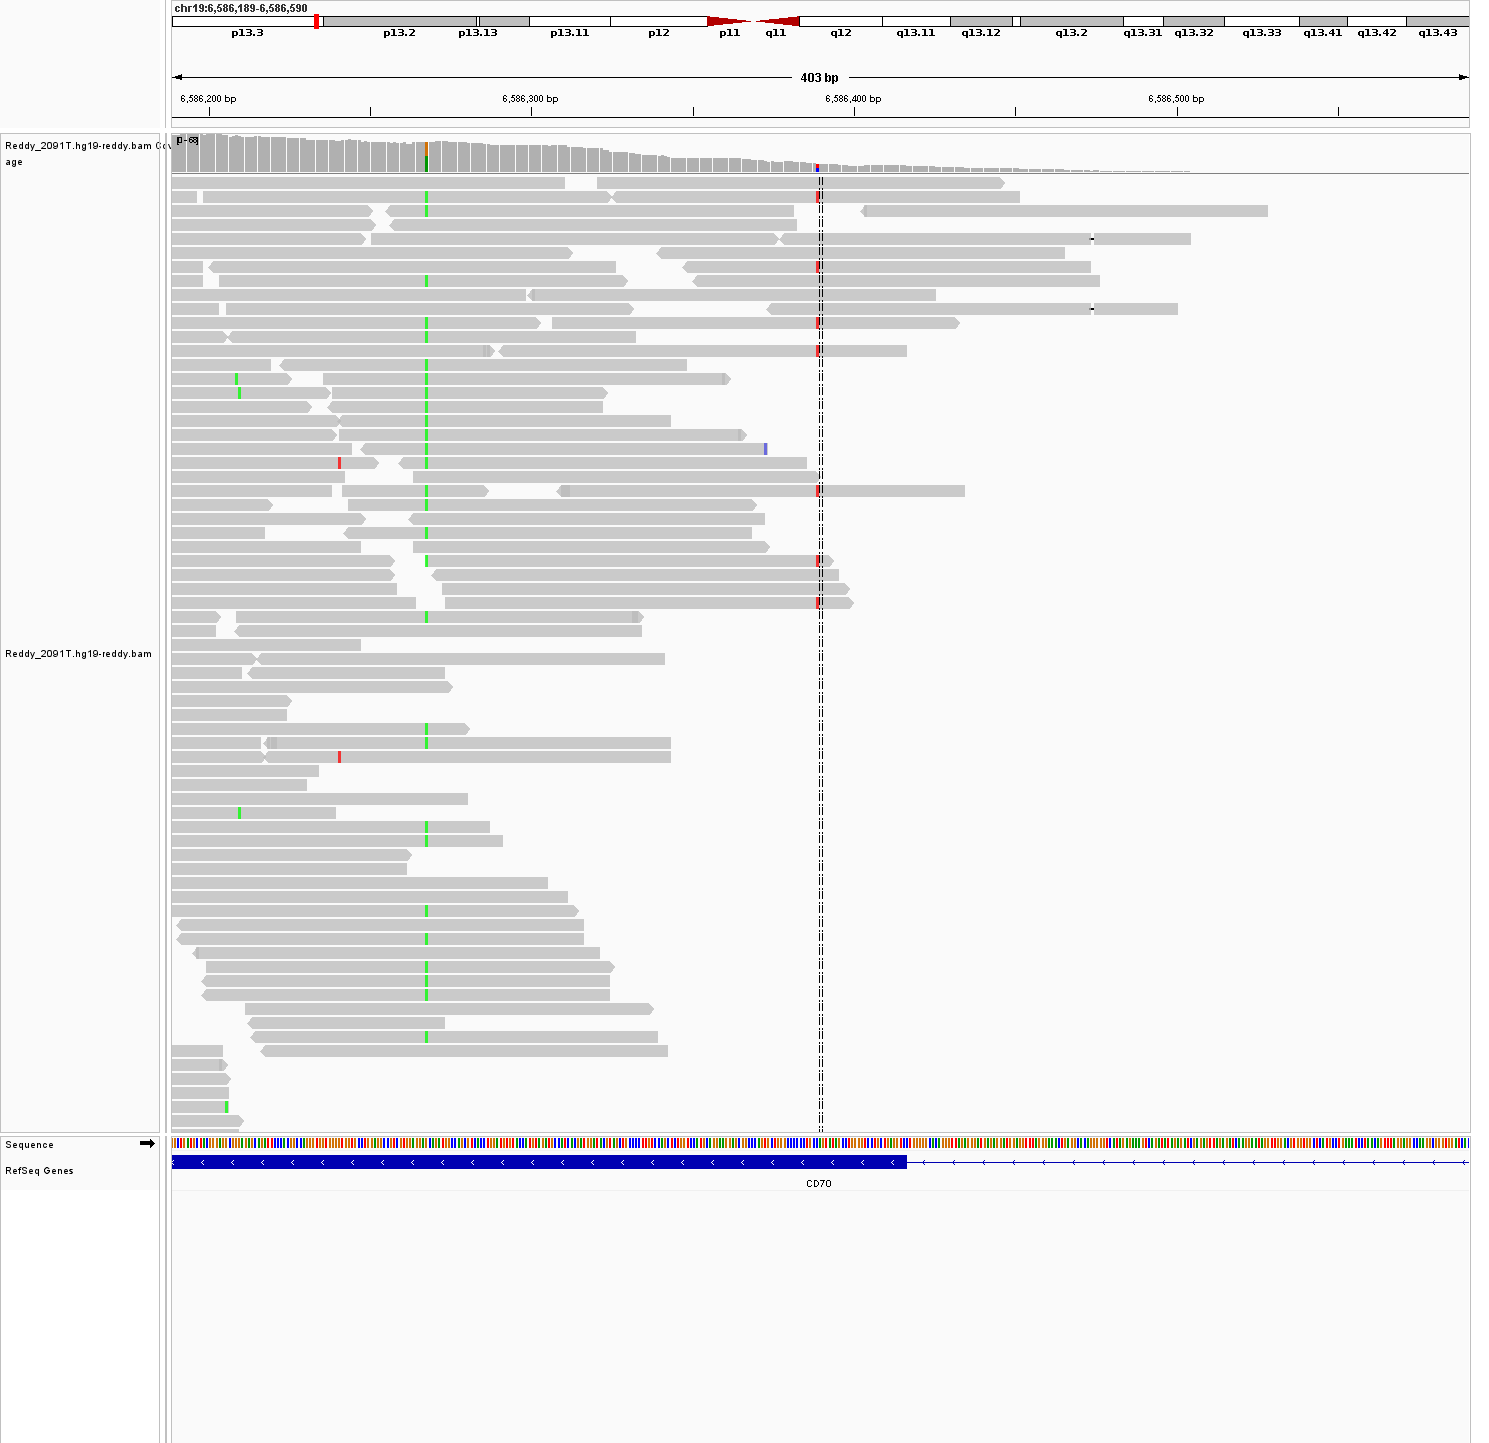 chr19:6,586,189-6,586,590
p13.3 p13.2 p13.13 p13.11 p12 p11 q11 q12 q13.11 q13.12 q13.2 q13.31 q13.32 q13.33 q13.41 q13.42 q13.43
403 bp
6,586,200 bp 6,586,300 bp 6,586,400 bp 6,586,500 bp
[0 - 68]
Reddy_2091T.hg19-reddy.bam Cov
age
Reddy_2091T.hg19-reddy.bam
Sequence
RefSeq Genes
CD70